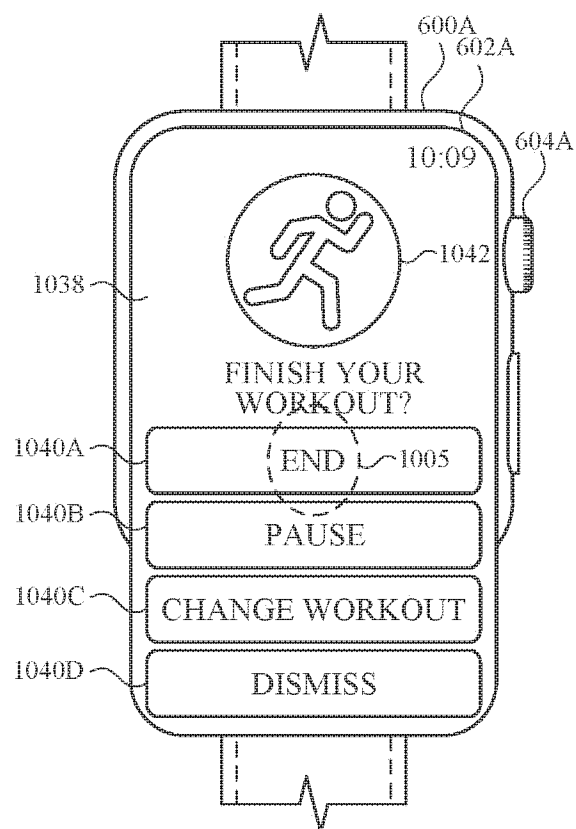 600A
602A
10:09
604A
1042
1038
FINISH YOUR
WORKOUT?
1040A
END
1005
1040B
PAUSE
1040C
CHANGE WORKOUT
1040D
DISMISS